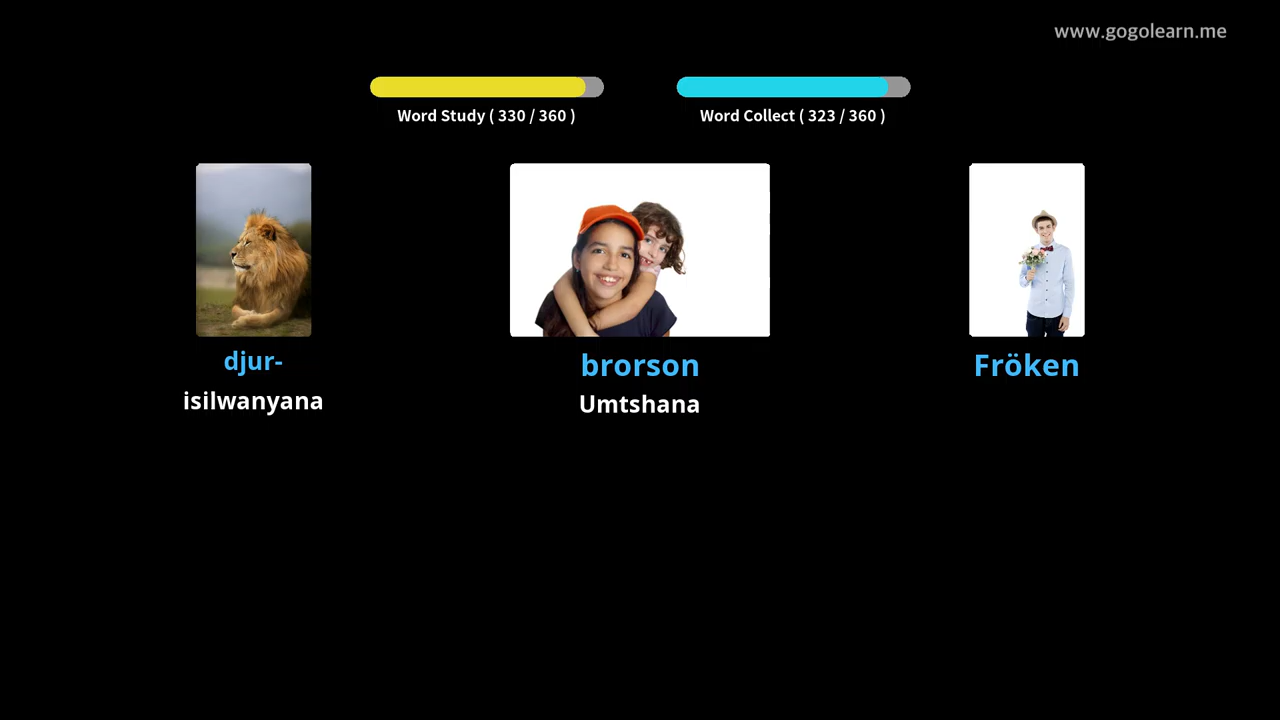 www.gogolearn.me
Word Study ( 330 / 360 )
Word Collect ( 323 / 360 )
djur-
isilwanyana
brorson
Umtshana
Fröken